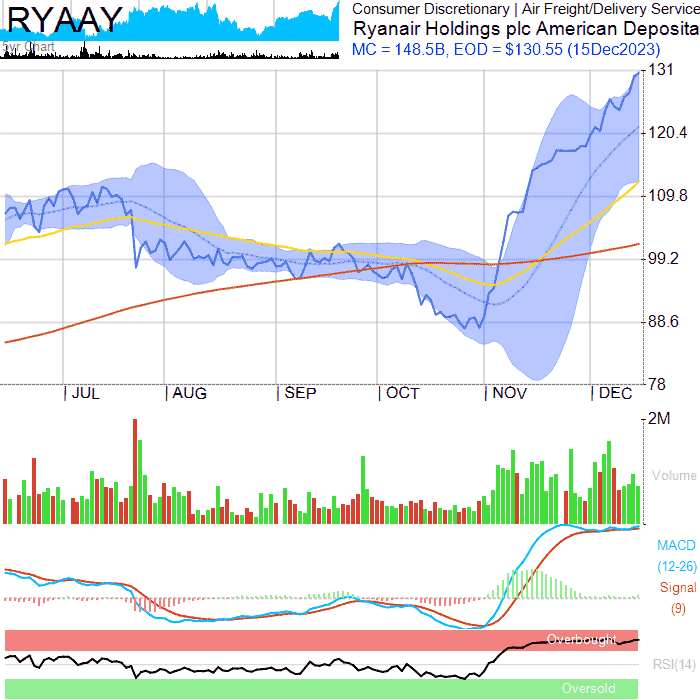 RYAAY
5yr Chart
Consumer Discretionary | Air Freight/Delivery Service
Ryanair Holdings plc American Deposita
MC = 148.5B, EOD = $130.55 (15Dec2023)
131
120.4
109.8
99.2
88.6
78
JUL AUG SEP OCT NOV DEC
2M
Volume
MACD
(12-26)
Signal
(9)
Overbought
RSI(14)
Oversold